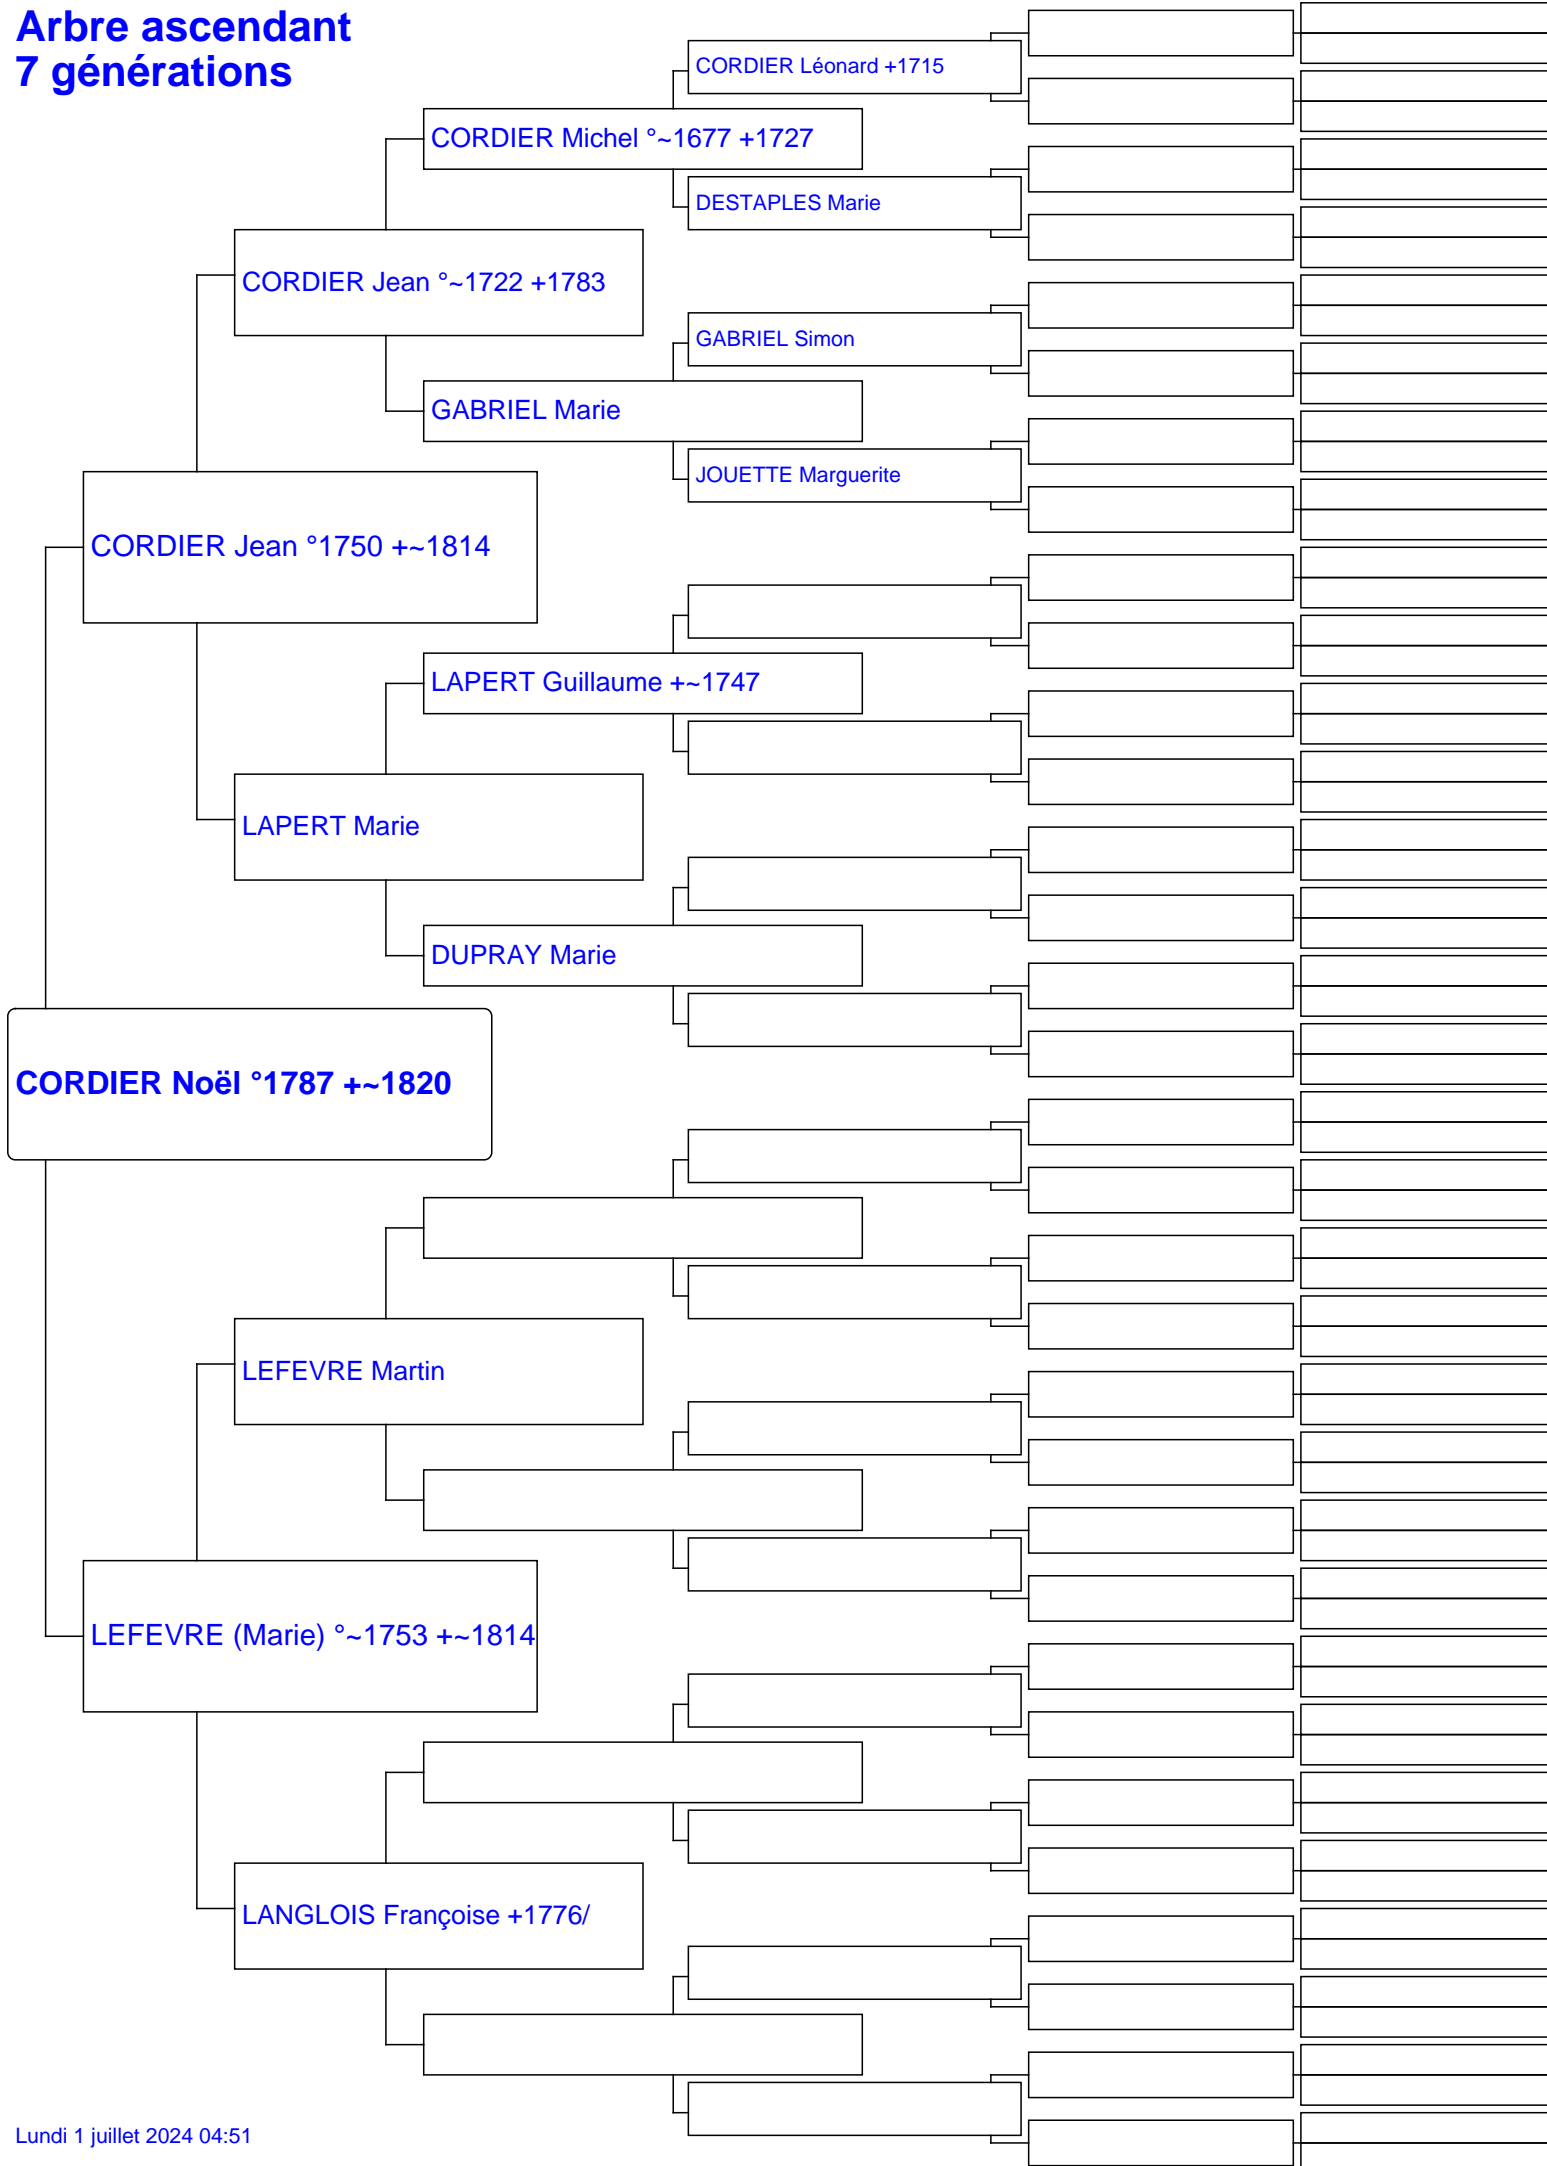 Arbre ascendant
7 générations
CORDIER Léonard +1715
CORDIER Michel °~1677 +1727
DESTAPLES Marie
CORDIER Jean °~1722 +1783
GABRIEL Simon
GABRIEL Marie
JOUETTE Marguerite
CORDIER Jean °1750 +~1814
LAPERT Guillaume +~1747
LAPERT Marie
DUPRAY Marie
CORDIER Noël °1787 +~1820
LEFEVRE Martin
LEFEVRE (Marie) °~1753 +~1814
LANGLOIS Françoise +1776/
Lundi 1 juillet 2024 04:51